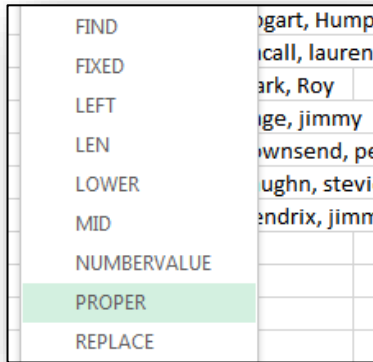 FIND
FIXED
LEFT
LEN
LOWER
MID
NUMBERVALUE
PROPER
REPLACE
ogart, Hump
call, lauren
ark, Roy
ge, jimmy
wnsend, pe
ughn, stevi
endrix, jimm